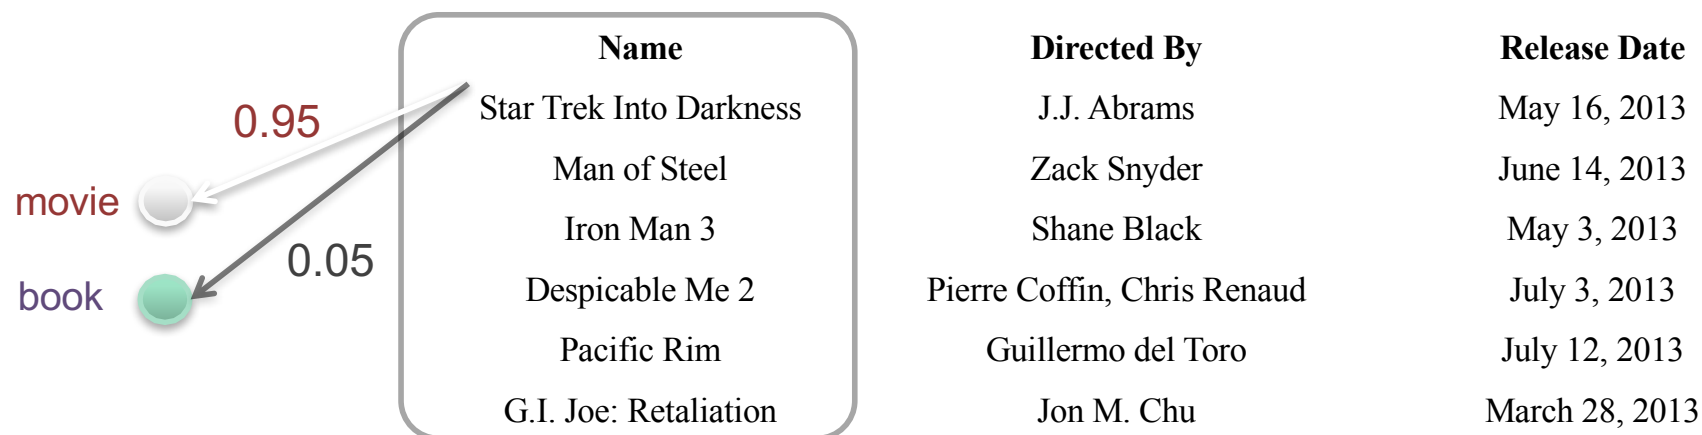 Name Directed By Release Date
Star Trek Into Darkness J.J. Abrams May 16, 2013
0.95
Man of Steel Zack Snyder June 14, 2013
movie
Iron Man 3 Shane Black May 3, 2013
0.05
book Despicable Me 2 Pierre Coffin, Chris Renaud July 3, 2013
Pacific Rim Guillermo del Toro July 12, 2013
G.I. Joe: Retaliation Jon M. Chu March 28, 2013